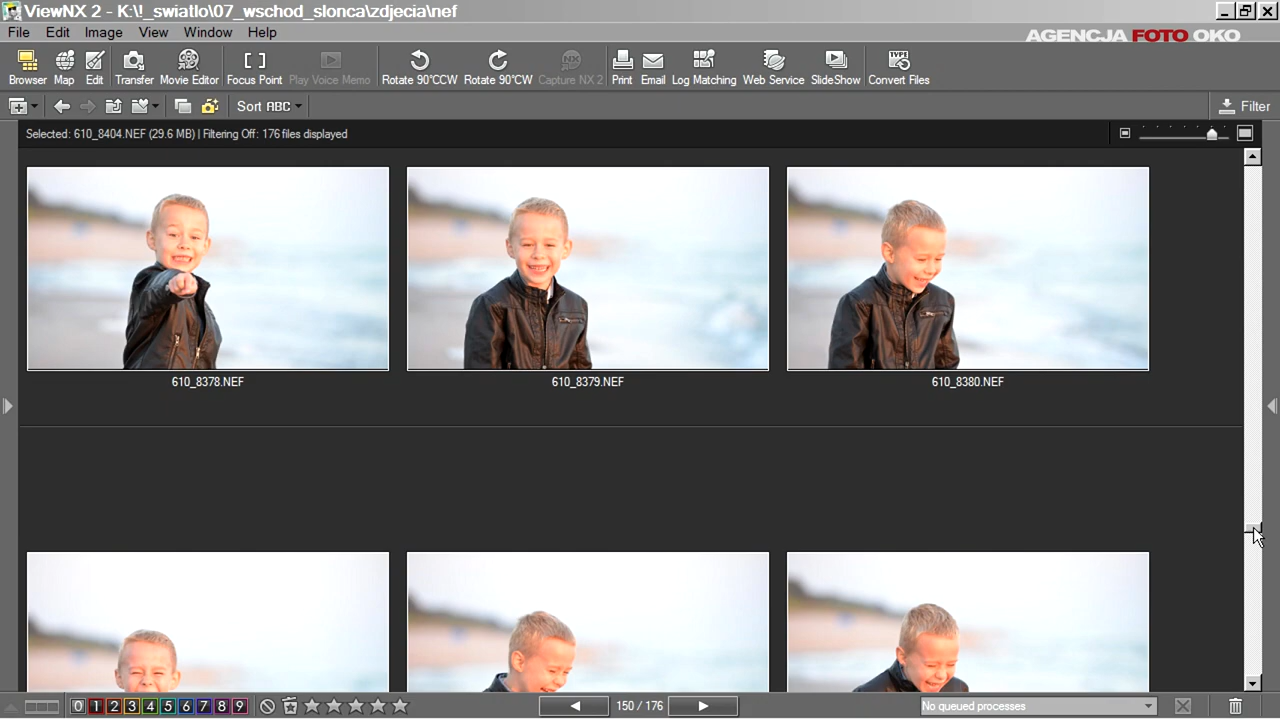 ViewNX 2 - K:\!_swiatlo\07_wschod_slonca\zdjecia\nef
File Edit Image View Window Help
AGENCJA FOTO OKO
Browser Map Edit Transfer Movie Editor Focus Point Play Voice Memo Rotate 90°CCW Rotate 90°CW Capture NX 2 Print Email Log Matching Web Service SlideShow Convert Files
Sort ABC Filter
Selected: 610_8404.NEF (29.6 MB) | Filtering Off: 176 files displayed
610_8378.NEF 610_8379.NEF 610_8380.NEF
0 1 2 3 4 5 6 7 8 9 150 / 176 No queued processes